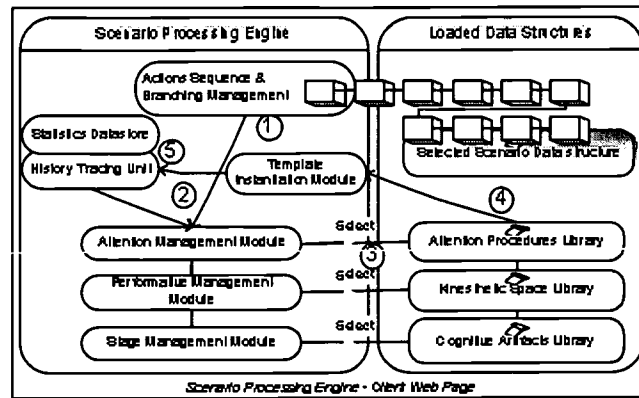 Scenario Processing Engine
Loaded Data Structures
Actions Sequence &
Branching Management
1
Statistics Datastore
5
History Tracing Unit
2
Template
Instantiation Module
Selected Scenario Data structure
4
Select
3
Attention Management Module
Attention Procedures Library
Performative Management
Module
Select
Kinesthetic Space Library
Select
Stage Management Module
Cognitive Artifacts Library
Scenario Processing Engine - Client Web Page